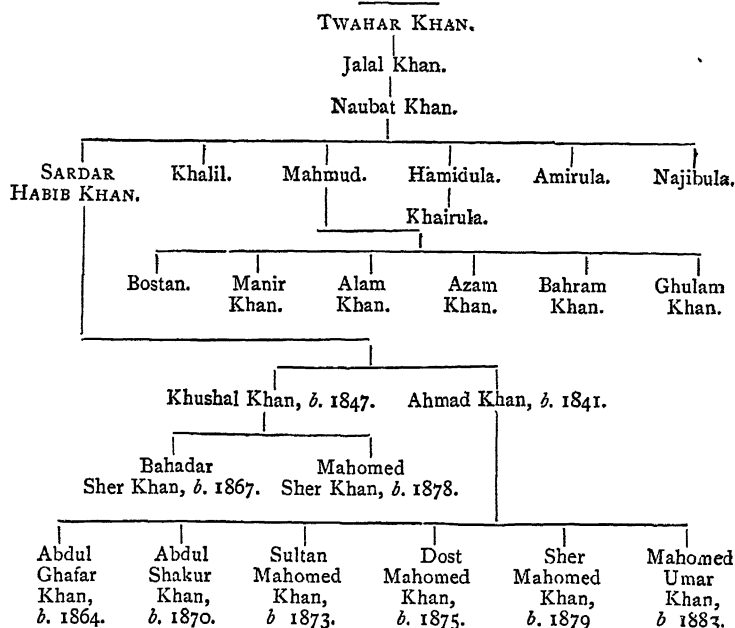 TWAHAR KHAN.
Jalal Khan.
Naubat Khan.
SARDAR HABIB KHAN.
Khalil.
Mahmud.
Hamidula.
Amirula.
Najibula.
Khairula.
Bostan.
Manir Khan.
Alam Khan.
Azam Khan.
Bahram Khan.
Ghulam Khan.
Khushal Khan, b. 1847.
Ahmad Khan, b. 1841.
Bahadar Sher Khan, b. 1867.
Mahomed Sher Khan, b. 1878.
Abdul Ghafar Khan, b. 1864.
Abdul Shakur Khan, b. 1870.
Sultan Mahomed Khan, b 1873.
Dost Mahomed Khan, b. 1875.
Sher Mahomed Khan, b. 1879
Mahomed Umar Khan, b 1883.